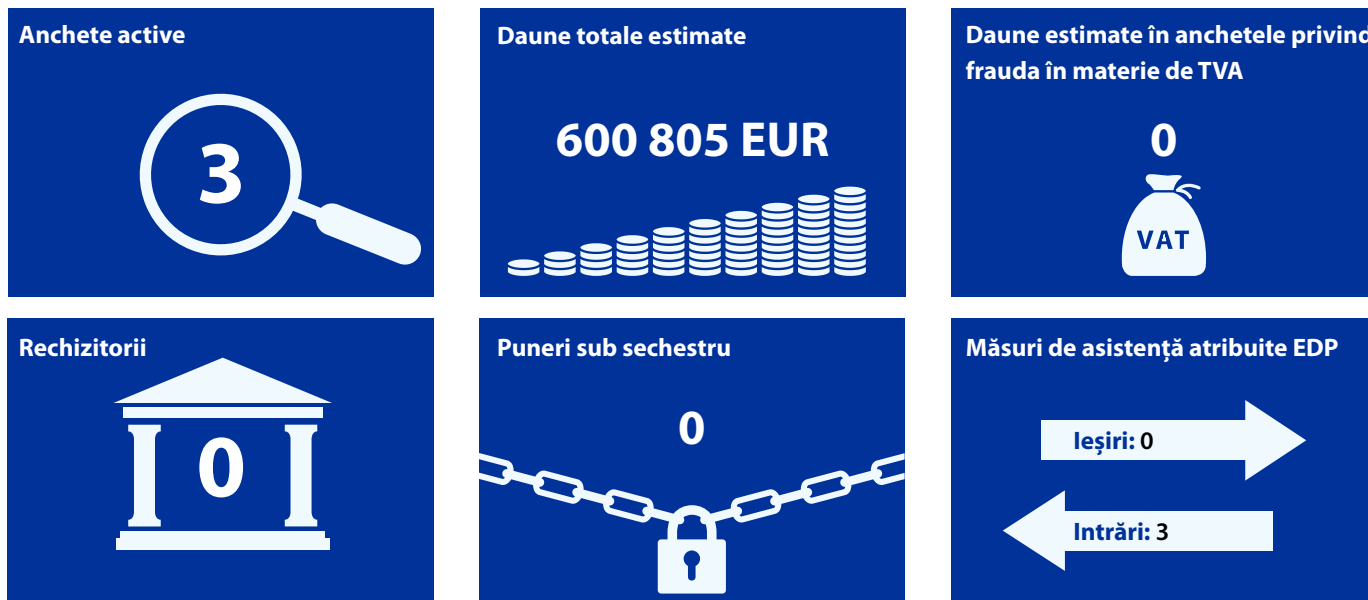 Anchete active
3
Daune totale estimate
600 805 EUR
Daune estimate în anchetele privind
frauda în materie de TVA
0
VAT
Rechizitorii
0
Puneri sub sechestru
0
Măsuri de asistență atribuite EDP
Ieșiri: 0
Intrări: 3